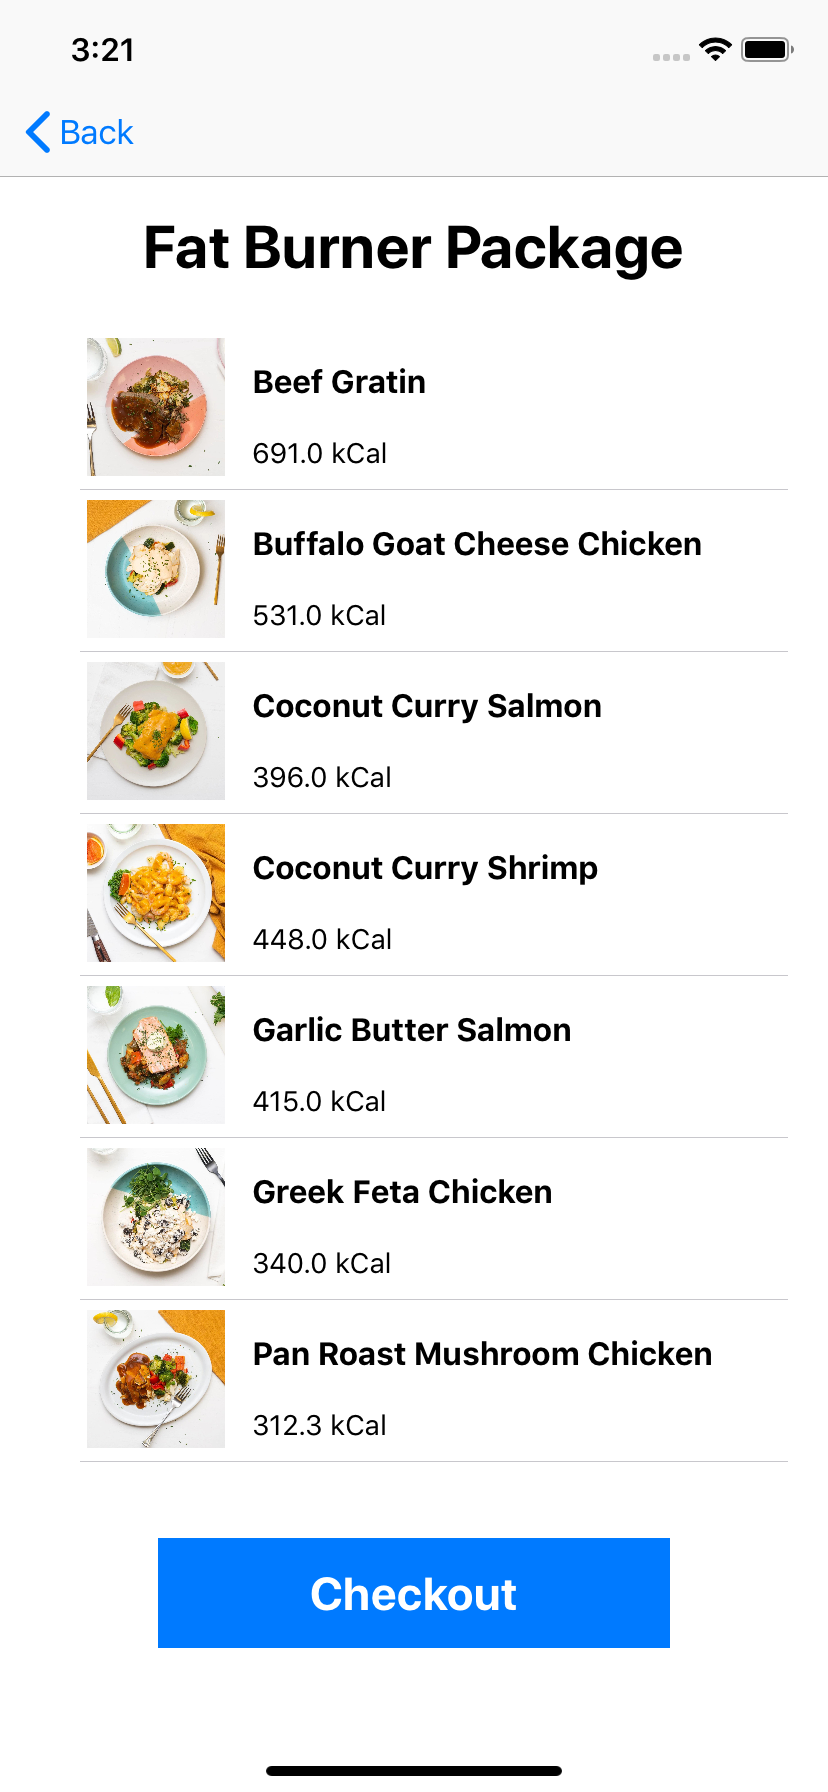 3:21
Back
Fat Burner Package
Beef Gratin
691.0 kCal
Buffalo Goat Cheese Chicken
531.0 kCal
Coconut Curry Salmon
396.0 kCal
Coconut Curry Shrimp
448.0 kCal
Garlic Butter Salmon
415.0 kCal
Greek Feta Chicken
340.0 kCal
Pan Roast Mushroom Chicken
312.3 kCal
Checkout